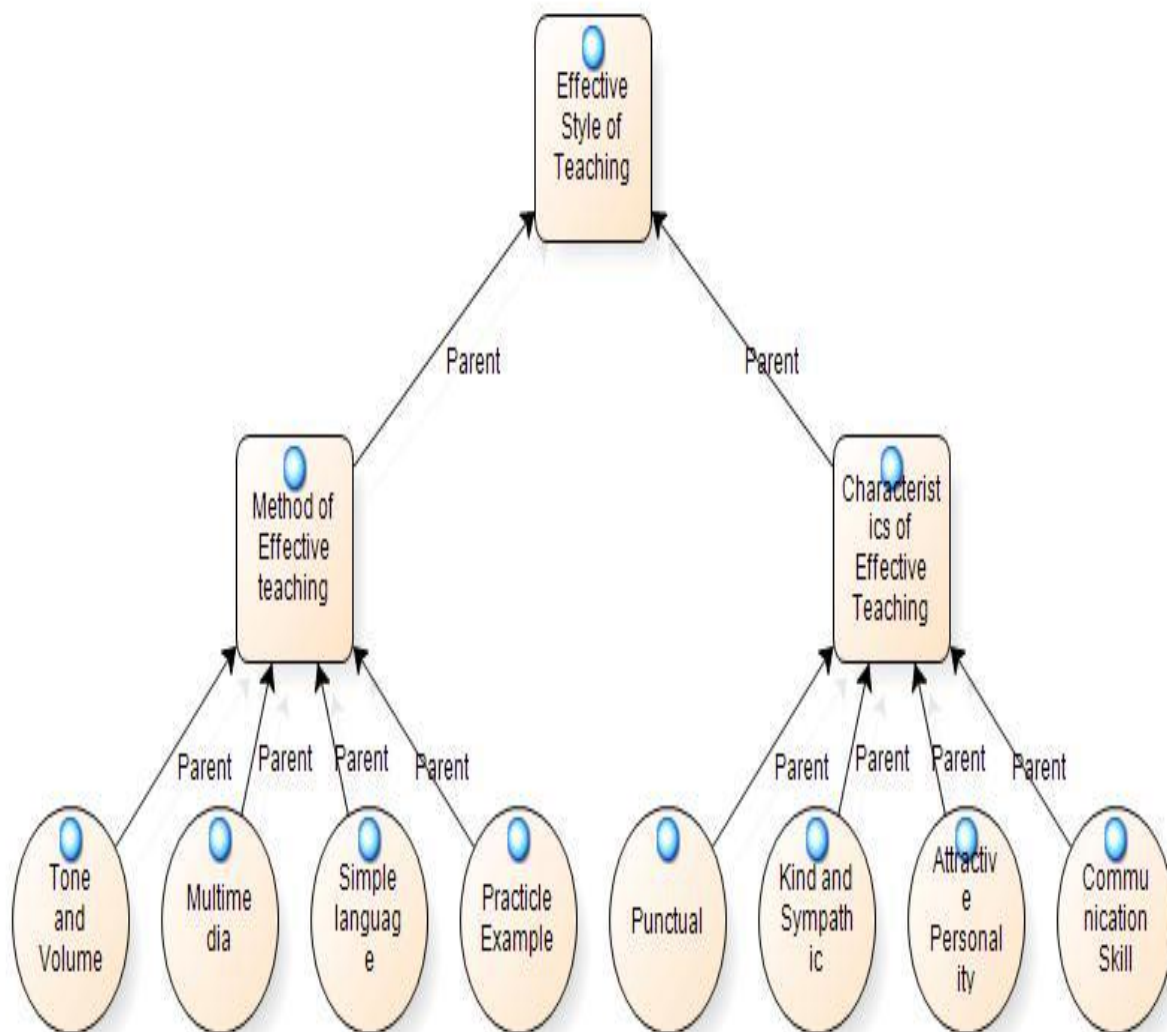 Effective
Style of
Teaching
Parent
Parent
Method of
Effective
teaching
Characterist
ics of
Effective
Teaching
Parent
Parent
Parent
Parent
Parent
Parent
Parent
Parent
Tone
and
Volume
Multime
dia
Simple
languag
e
Practicle
Example
Punctual
Kind and
Sympath
ic
Attractiv
e
Personal
ity
Commu
nication
Skill